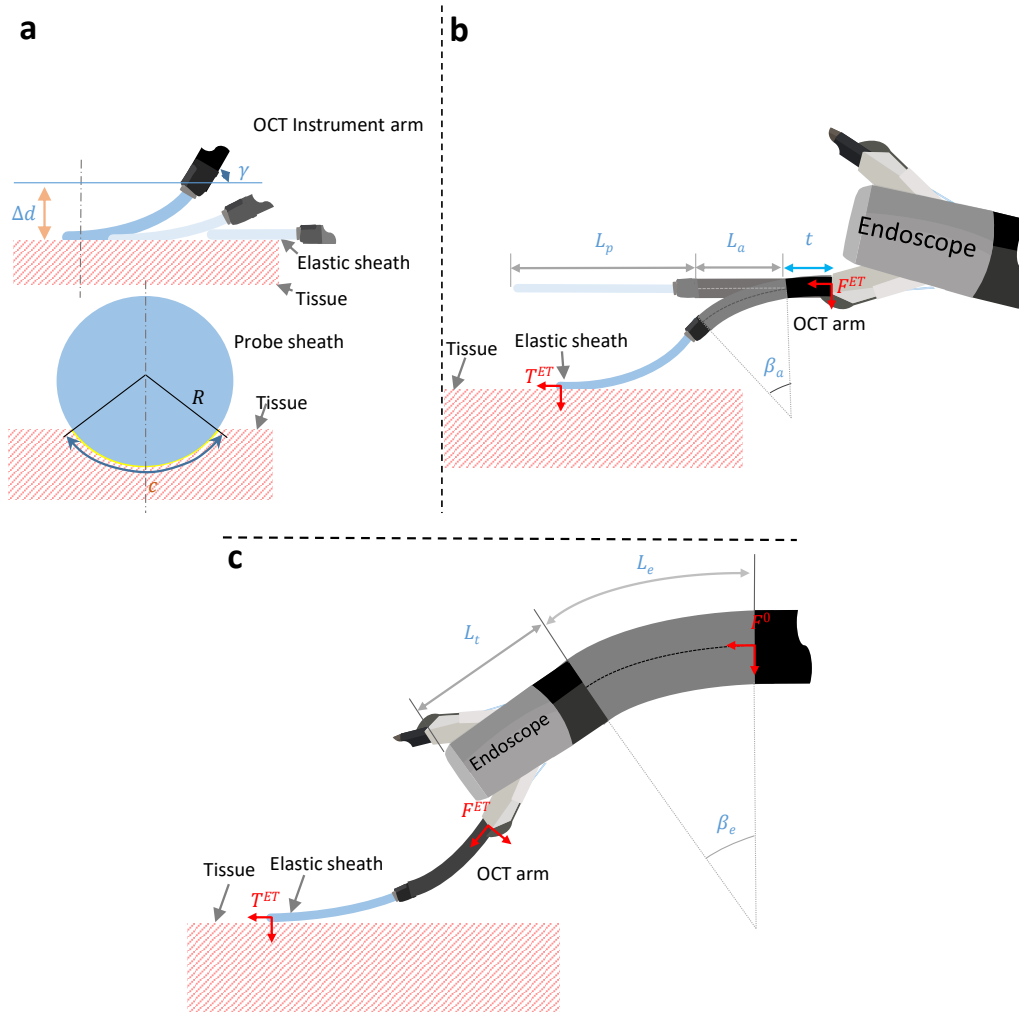 a
OCT Instrument arm
γ
Δd
Elastic sheath
Tissue
Probe sheath
R
Tissue
c
b
Endoscope
L_p
L_a
t
F^{ET}
OCT arm
Elastic sheath
Tissue
T^{ET}
β_a
c
L_e
L_t
F^0
Endoscope
β_e
F^{ET}
OCT arm
Elastic sheath
Tissue
T^{ET}